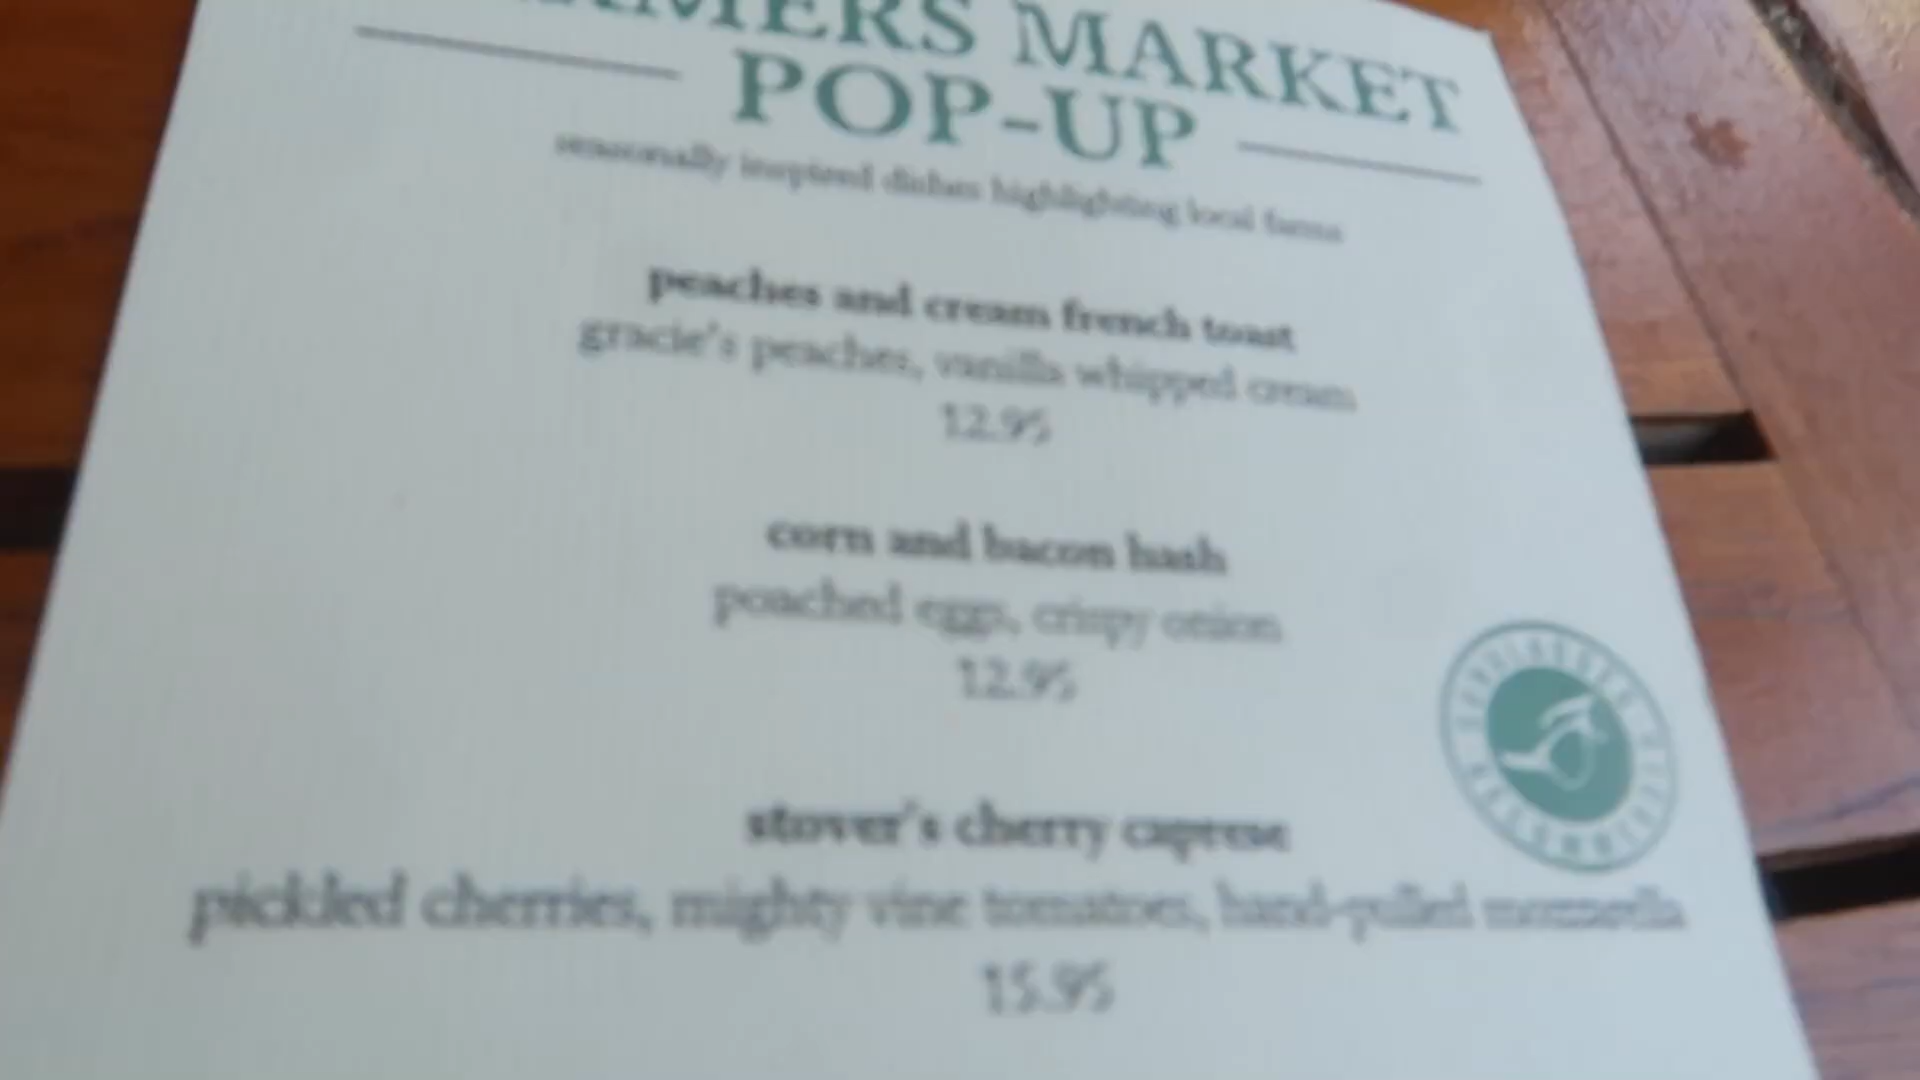 MERS MARKET
POP-UP
seasonally inspired dishes highlighting local farms
peaches and cream french toast
gracie's peaches, vanilla whipped cream
12.95
corn and bacon hash
poached eggs, crispy onion
12.95
stover's cherry caprese
pickled cherries, mighty vine tomatoes, hand-pulled mozzarella
15.95